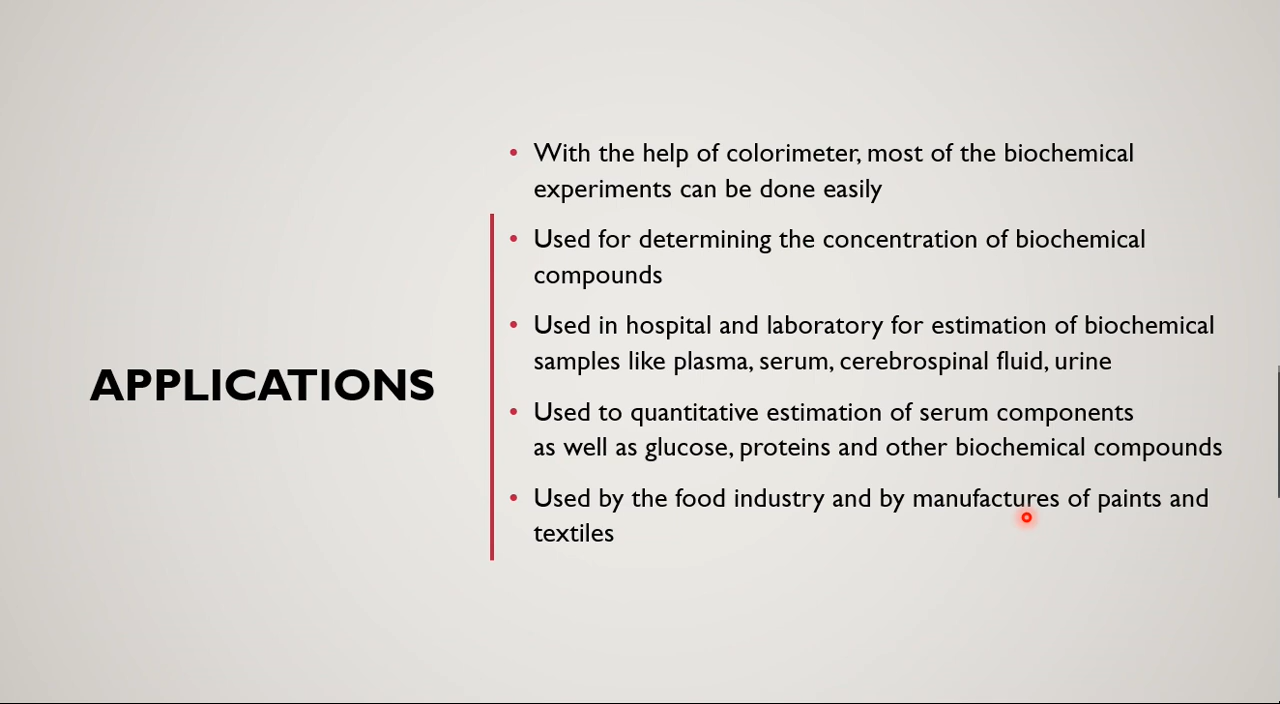 APPLICATIONS
• With the help of colorimeter, most of the biochemical
experiments can be done easily
• Used for determining the concentration of biochemical
compounds
• Used in hospital and laboratory for estimation of biochemical
samples like plasma, serum, cerebrospinal fluid, urine
• Used to quantitative estimation of serum components
as well as glucose, proteins and other biochemical compounds
• Used by the food industry and by manufactures of paints and
textiles